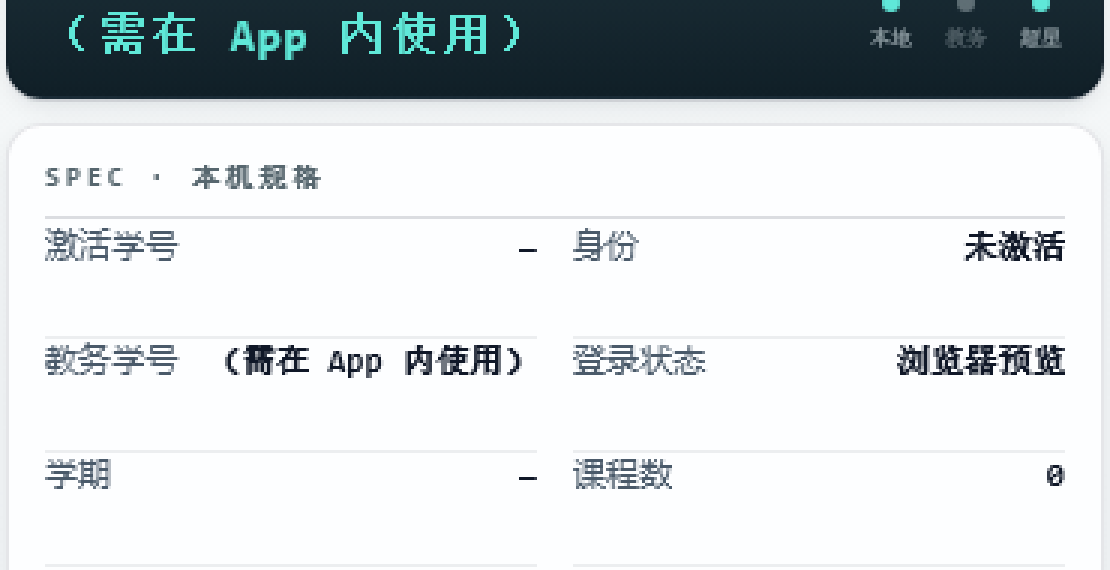 （需在 App 内使用）
本地 教务 超星
SPEC · 本机规格
激活学号 — 身份 未激活
教务学号 （需在 App 内使用） 登录状态 浏览器预览
学期 — 课程数 0